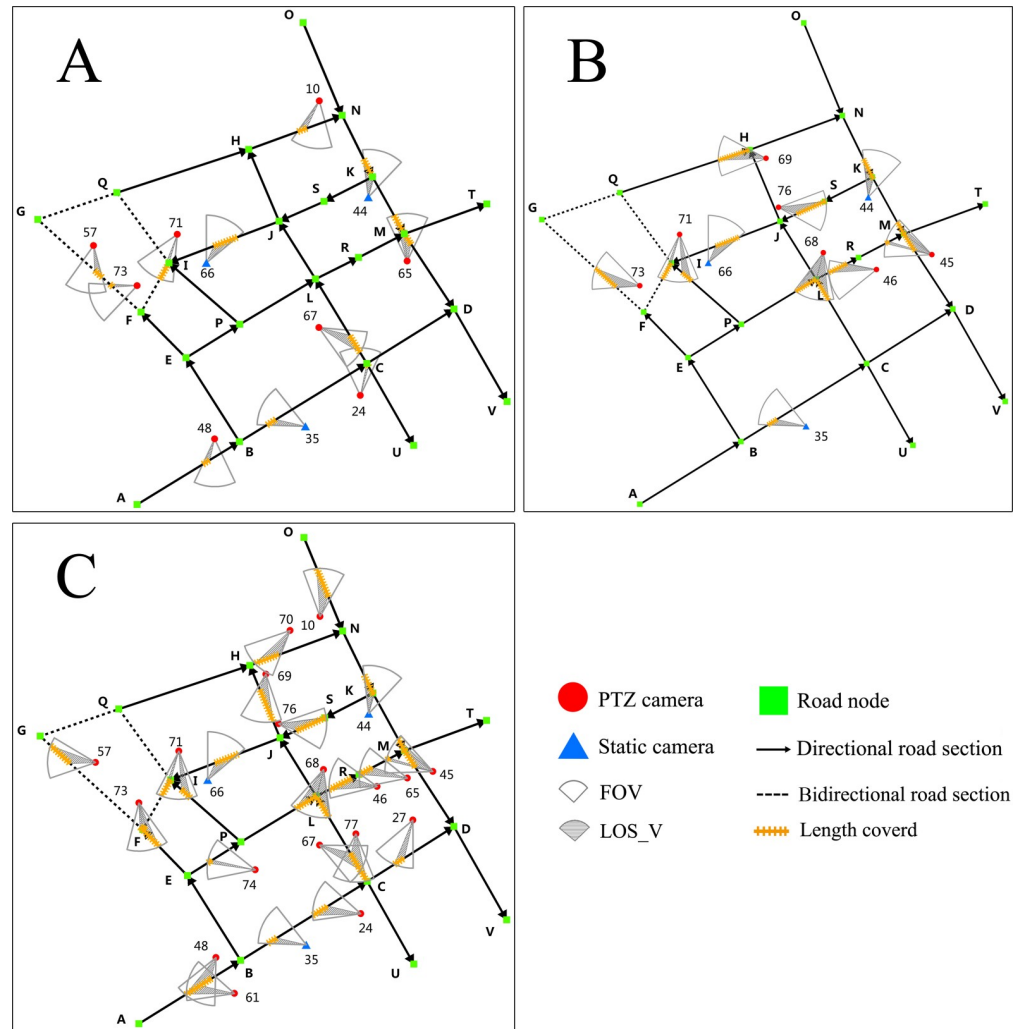 A
O
10
N
H
Q
K
S
T
G
71
44
57
J
M
I
R
73
66
65
F
L
P
67
D
E
C
24
V
48
B
35
U
A
B
O
N
H
69
K
Q
76
S
T
G
71
44
J
M
68
R
45
I
66
73
46
L
F
P
D
E
C
V
B
35
U
A
C
O
70
10
N
H
69
Q
K
S
76
T
G
44
71
J
M
57
68
R
45
I
66
65
73
46
L
77
27
F
P
67
D
E
C
74
24
V
48
B
35
U
61
A
PTZ camera
Road node
Static camera
Directional road section
FOV
Bidirectional road section
LOS_V
Length coverd